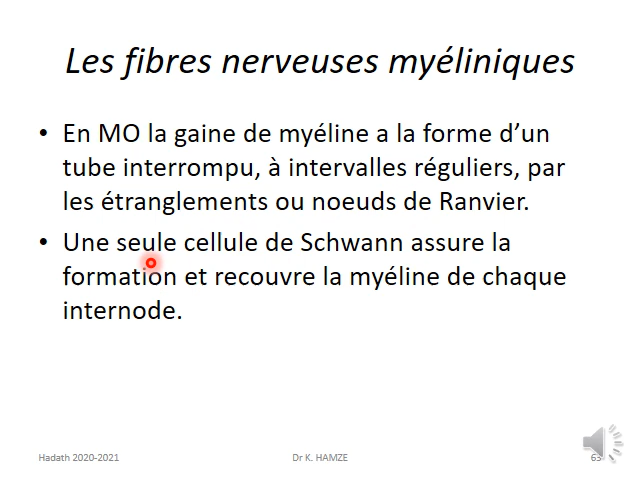 Les fibres nerveuses myéliniques
• En MO la gaine de myéline a la forme d’un
tube interrompu, à intervalles réguliers, par
les étranglements ou noeuds de Ranvier.
• Une seule cellule de Schwann assure la
formation et recouvre la myéline de chaque
internode.
Hadath 2020-2021
Dr K. HAMZE
63